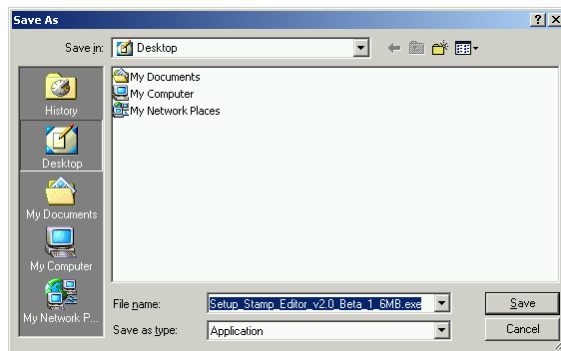 Save As
Save in: Desktop
History
Desktop
My Documents
My Computer
My Network P...
My Documents
My Computer
My Network Places
File name: Setup_Stamp_Editor_v2.0_Beta_1_6MB.exe Save
Save as type: Application Cancel